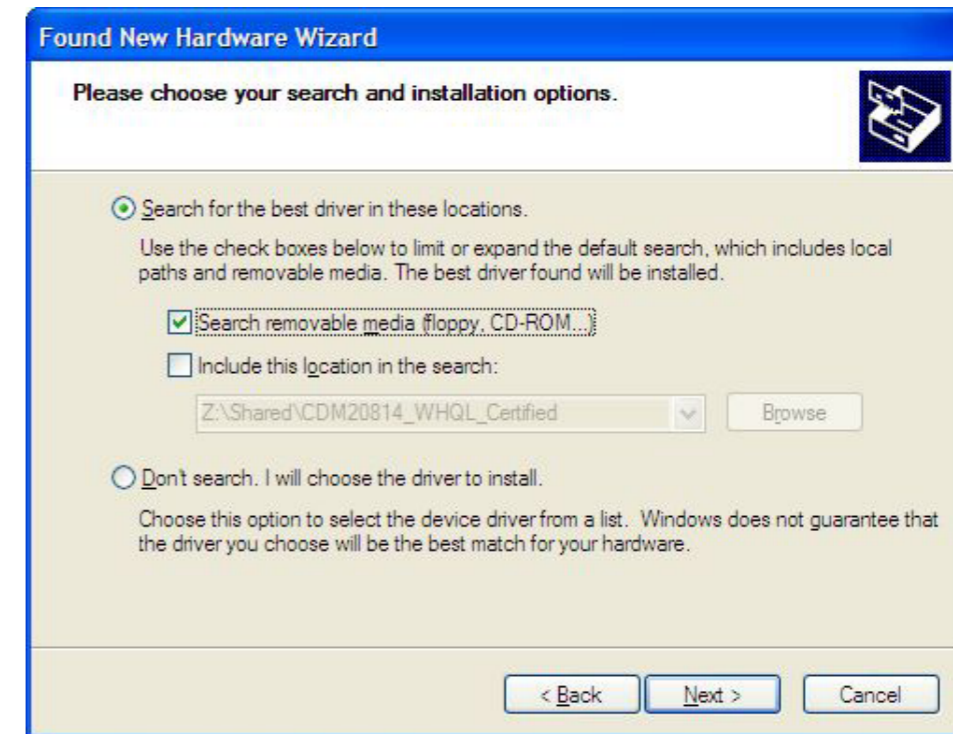 Found New Hardware Wizard
Please choose your search and installation options.
Search for the best driver in these locations.
Use the check boxes below to limit or expand the default search, which includes local
paths and removable media. The best driver found will be installed.
Search removable media (floppy, CD-ROM...)
Include this location in the search:
Z:\Shared\CDM20814_WHQL_Certified
Browse
Don't search. I will choose the driver to install.
Choose this option to select the device driver from a list. Windows does not guarantee that
the driver you choose will be the best match for your hardware.
< Back
Next >
Cancel